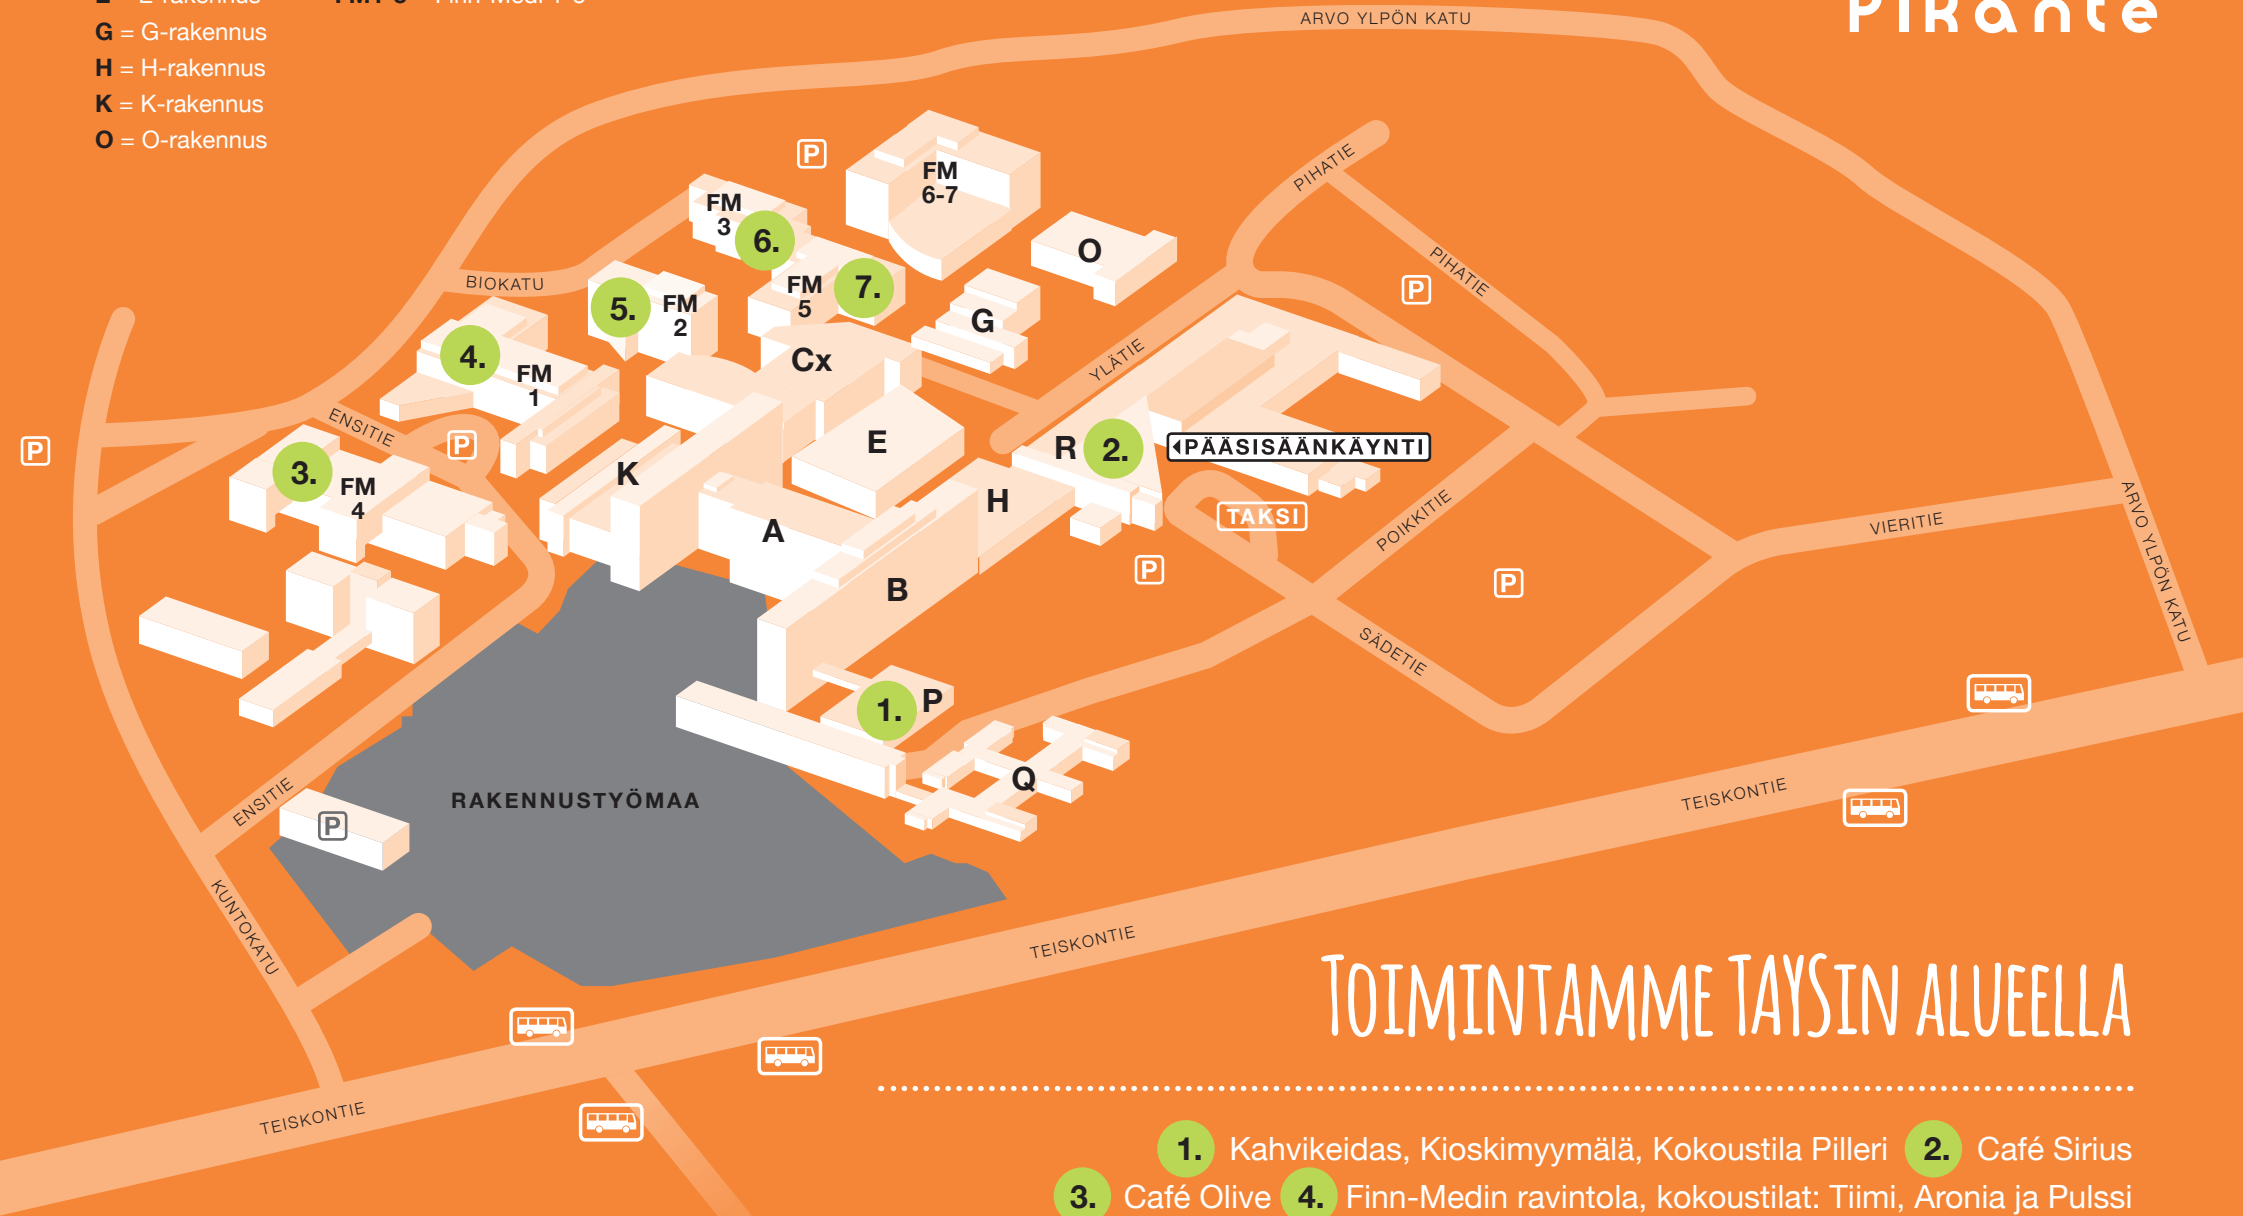 G = G-rakennus
H = H-rakennus
K = K-rakennus
O = O-rakennus
Pikante
ARVO YLPÖN KATU
P
FM
6-7
PIHATIE
FM
3
6.
O
PIHATIE
BIOKATU
FM
5
7.
P
5.
FM
2
G
4.
FM
1
Cx
YLÄTIE
ENSITIE
P
P
E
R
2.
PÄÄSISÄÄNKÄYNTI
3.
FM
4
K
H
TAKSI
POIKKITIE
VIERITIE
ARVO YLPÖN KATU
A
P
P
B
SÄDETIE
1.
P
Q
RAKENNUSTYÖMAA
ENSITIE
P
TEISKONTIE
KUNTOKATU
TEISKONTIE
TEISKONTIE
TOIMINTAMME TAYSIN ALUEELLA
1. Kahvikeidas, Kioskimyymälä, Kokoustila Pilleri 2. Café Sirius
3. Café Olive 4. Finn-Medin ravintola, kokoustilat: Tiimi, Aronia ja Pulssi